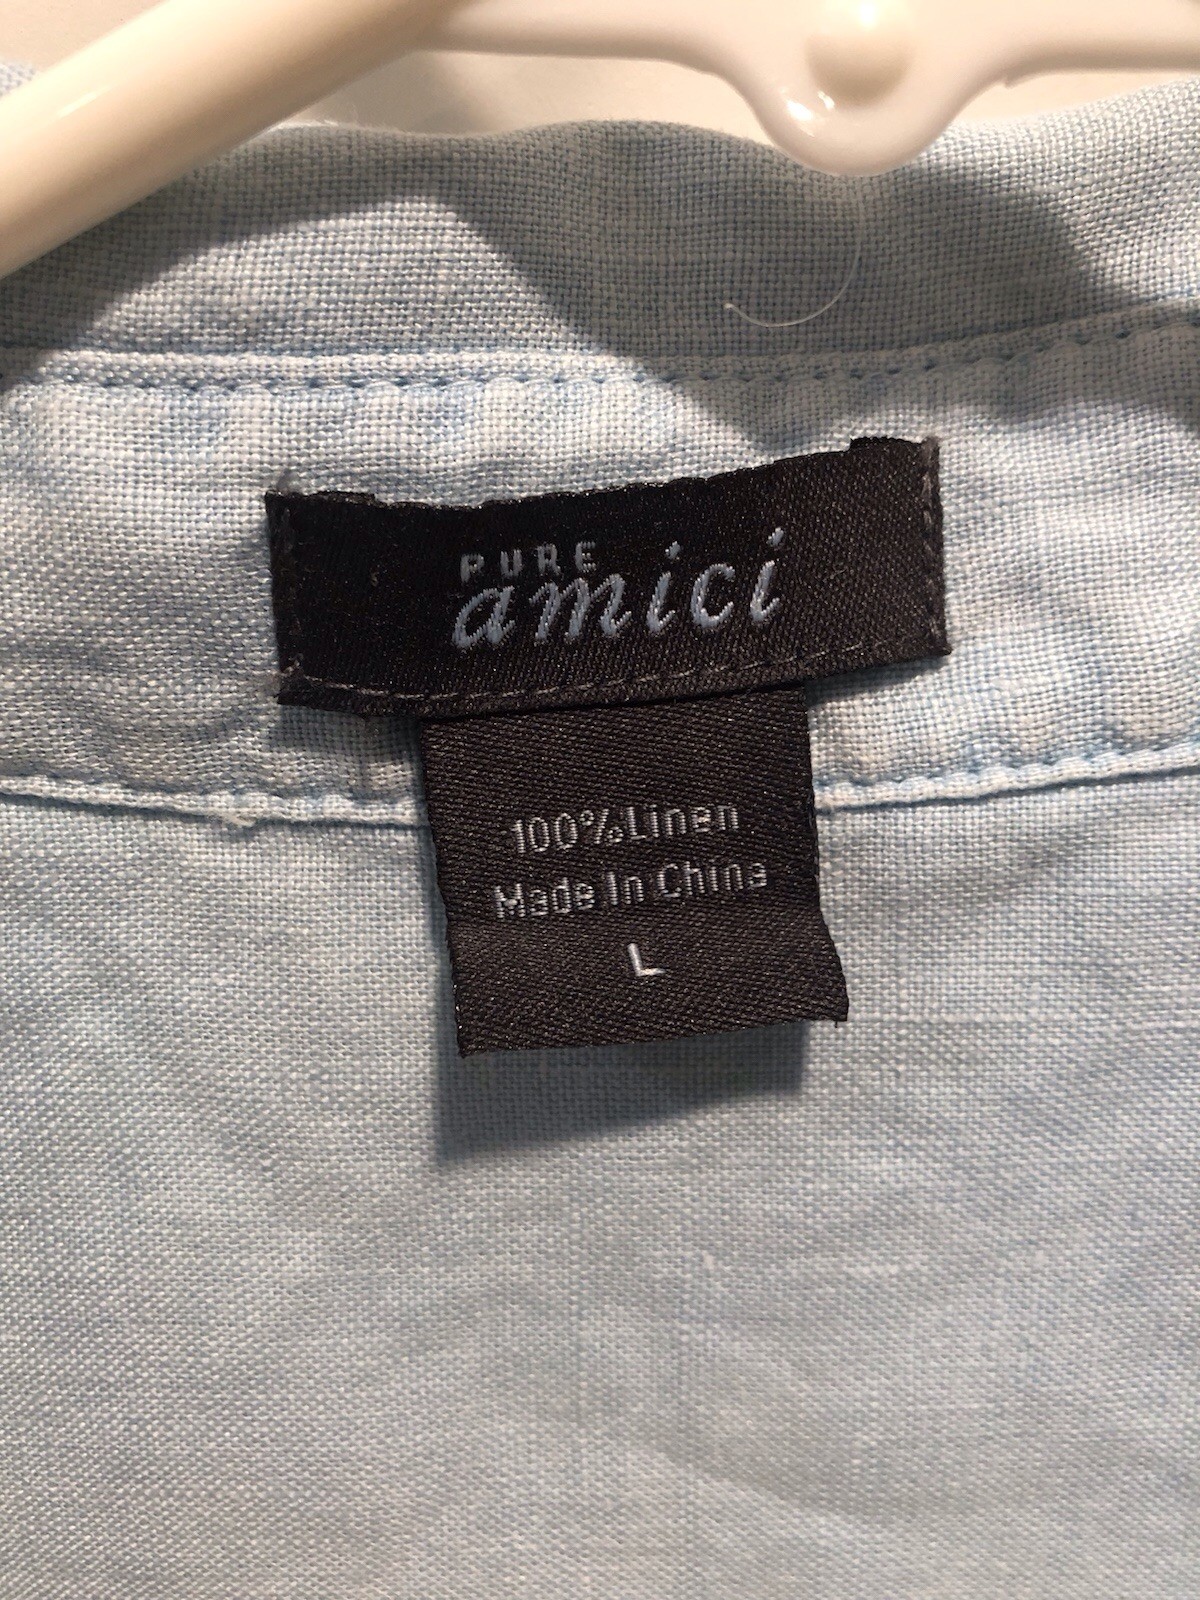 PURE
amici
100%Linen
Made In China
L